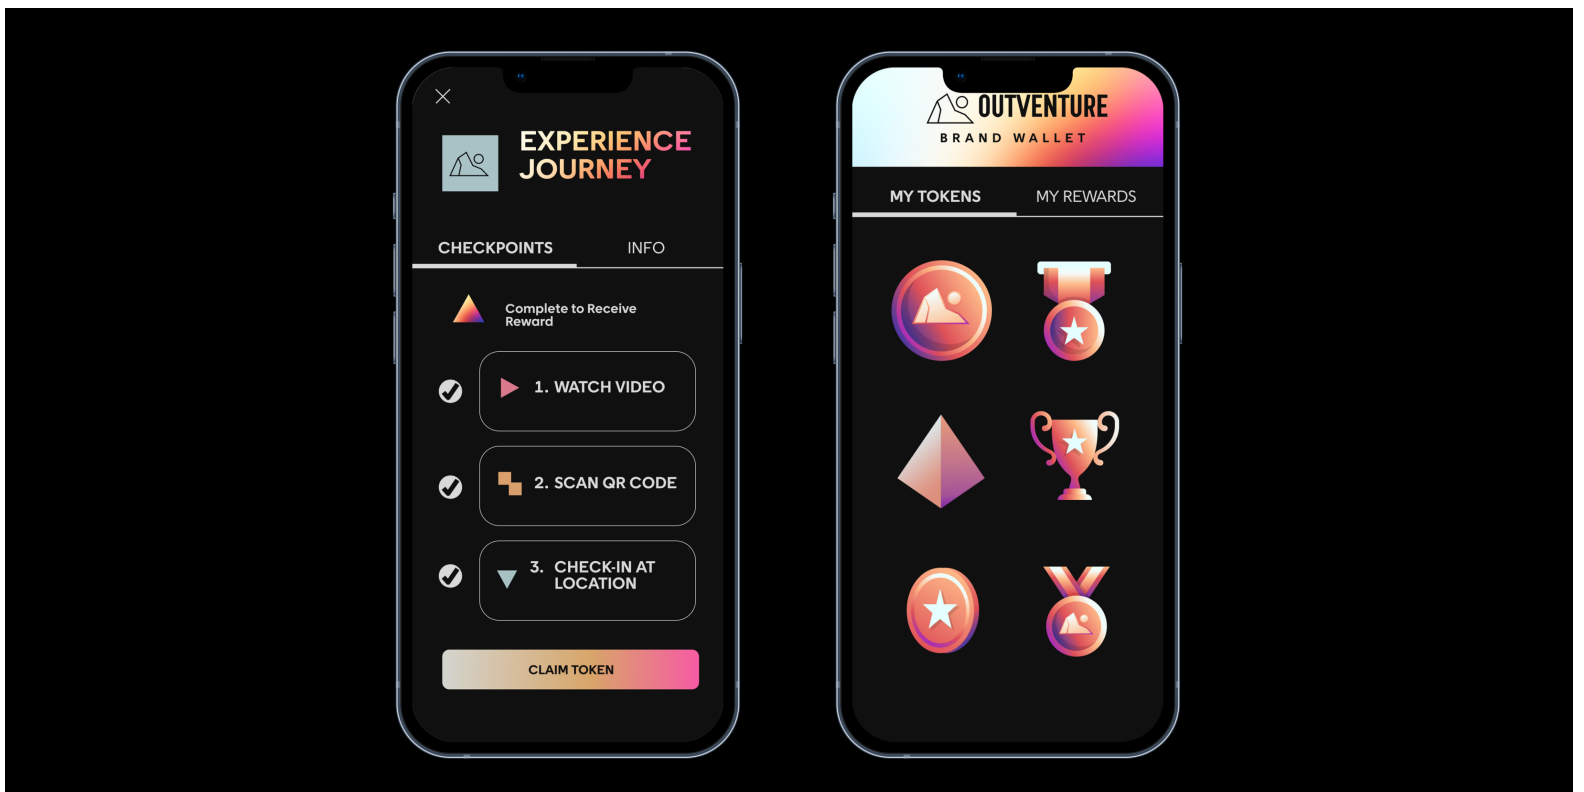 EXPERIENCE
JOURNEY
CHECKPOINTS INFO
Complete to Receive
Reward
1. WATCH VIDEO
2. SCAN QR CODE
3. CHECK-IN AT
LOCATION
CLAIM TOKEN
OUTVENTURE
BRAND WALLET
MY TOKENS MY REWARDS